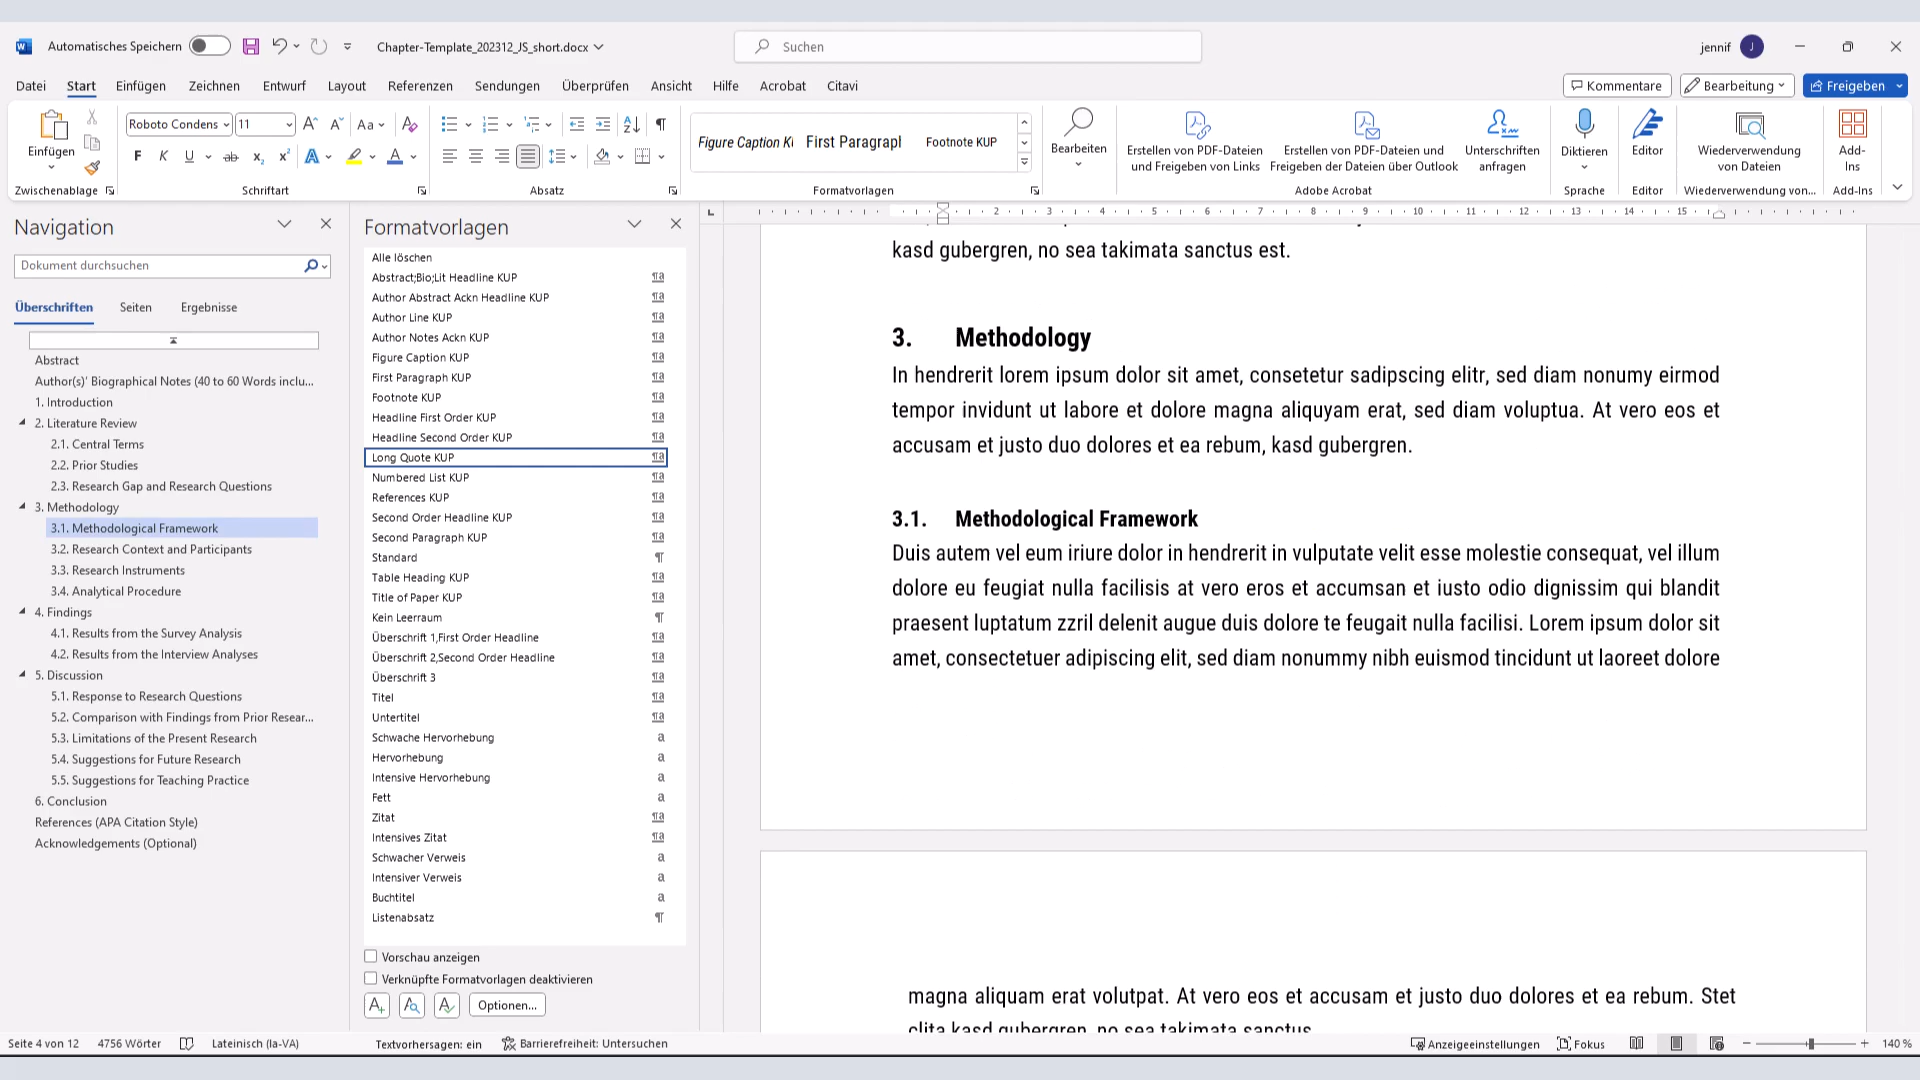 Automatisches Speichern
Chapter-Template_202312_JS_short.docx
Suchen
jennif
J
Datei
Start
Einfügen
Zeichnen
Entwurf
Layout
Referenzen
Sendungen
Überprüfen
Ansicht
Hilfe
Acrobat
Citavi
Kommentare
Bearbeitung
Freigeben
Einfügen
Zwischenablage
Roboto Condens
11
Aa
F K U ab x₂ x² A A
Schriftart
Absatz
Figure Caption K
First Paragrapl
Footnote KUP
Formatvorlagen
Bearbeiten
Erstellen von PDF-Dateien
und Freigeben von Links
Erstellen von PDF-Dateien und
Freigeben der Dateien über Outlook
Unterschriften
anfragen
Adobe Acrobat
Diktieren
Sprache
Editor
Editor
Wiederverwendung
von Dateien
Wiederverwendung von...
Add-
Ins
Add-Ins
Navigation
Dokument durchsuchen
Überschriften
Seiten
Ergebnisse
Abstract
Author(s)' Biographical Notes (40 to 60 Words inclu...
1. Introduction
2. Literature Review
2.1. Central Terms
2.2. Prior Studies
2.3. Research Gap and Research Questions
3. Methodology
3.1. Methodological Framework
3.2. Research Context and Participants
3.3. Research Instruments
3.4. Analytical Procedure
4. Findings
4.1. Results from the Survey Analysis
4.2. Results from the Interview Analyses
5. Discussion
5.1. Response to Research Questions
5.2. Comparison with Findings from Prior Resear...
5.3. Limitations of the Present Research
5.4. Suggestions for Future Research
5.5. Suggestions for Teaching Practice
6. Conclusion
References (APA Citation Style)
Acknowledgements (Optional)
Formatvorlagen
Alle löschen
Abstract;Bio;Lit Headline KUP
Author Abstract Ackn Headline KUP
Author Line KUP
Author Notes Ackn KUP
Figure Caption KUP
First Paragraph KUP
Footnote KUP
Headline First Order KUP
Headline Second Order KUP
Long Quote KUP
Numbered List KUP
References KUP
Second Order Headline KUP
Second Paragraph KUP
Standard
Table Heading KUP
Title of Paper KUP
Kein Leerraum
Überschrift 1,First Order Headline
Überschrift 2,Second Order Headline
Überschrift 3
Titel
Untertitel
Schwache Hervorhebung
Hervorhebung
Intensive Hervorhebung
Fett
Zitat
Intensives Zitat
Schwacher Verweis
Intensiver Verweis
Buchtitel
Listenabsatz
Vorschau anzeigen
Verknüpfte Formatvorlagen deaktivieren
Optionen...
2 3 4 5 6 7 8 9 10 11 12 13 14 15
kasd gubergren, no sea takimata sanctus est.
3. Methodology
In hendrerit lorem ipsum dolor sit amet, consetetur sadipscing elitr, sed diam nonumy eirmod
tempor invidunt ut labore et dolore magna aliquyam erat, sed diam voluptua. At vero eos et
accusam et justo duo dolores et ea rebum, kasd gubergren.
3.1. Methodological Framework
Duis autem vel eum iriure dolor in hendrerit in vulputate velit esse molestie consequat, vel illum
dolore eu feugiat nulla facilisis at vero eros et accumsan et iusto odio dignissim qui blandit
praesent luptatum zzril delenit augue duis dolore te feugait nulla facilisi. Lorem ipsum dolor sit
amet, consectetuer adipiscing elit, sed diam nonummy nibh euismod tincidunt ut laoreet dolore
magna aliquam erat volutpat. At vero eos et accusam et justo duo dolores et ea rebum. Stet
clita kasd gubergren, no sea takimata sanctus
Seite 4 von 12
4756 Wörter
Lateinisch (la-VA)
Textvorhersagen: ein
Barrierefreiheit: Untersuchen
Anzeigeeinstellungen
Fokus
140 %